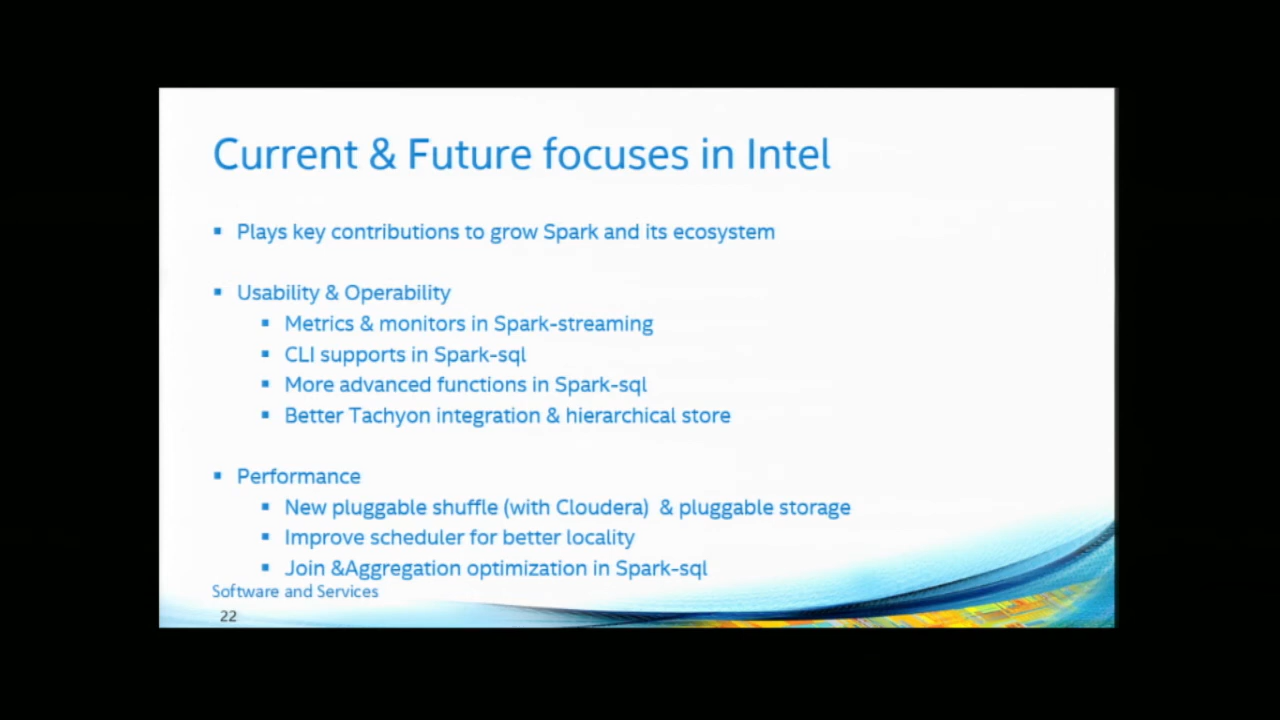 Current & Future focuses in Intel
▪ Plays key contributions to grow Spark and its ecosystem
▪ Usability & Operability
▪ Metrics & monitors in Spark-streaming
▪ CLI supports in Spark-sql
▪ More advanced functions in Spark-sql
▪ Better Tachyon integration & hierarchical store
▪ Performance
▪ New pluggable shuffle (with Cloudera) & pluggable storage
▪ Improve scheduler for better locality
▪ Join &Aggregation optimization in Spark-sql
Software and Services
22